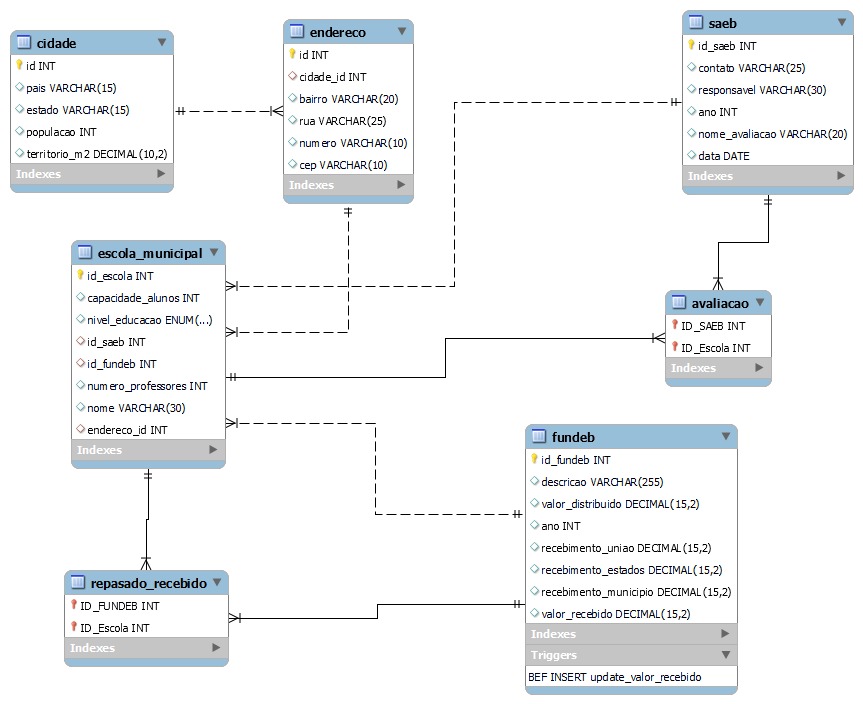 cidade
id INT
pais VARCHAR(15)
estado VARCHAR(15)
populacao INT
territorio_m2 DECIMAL(10,2)
Indexes
endereco
id INT
cidade_id INT
bairro VARCHAR(20)
rua VARCHAR(25)
numero VARCHAR(10)
cep VARCHAR(10)
Indexes
saeb
id_saeb INT
contato VARCHAR(25)
responsavel VARCHAR(30)
ano INT
nome_avaliacao VARCHAR(20)
data DATE
Indexes
escola_municipal
id_escola INT
capacidade_alunos INT
nivel_educacao ENUM(...)
id_saeb INT
id_fundeb INT
numero_professores INT
nome VARCHAR(30)
endereco_id INT
Indexes
avaliacao
ID_SAEB INT
ID_Escola INT
Indexes
fundeb
id_fundeb INT
descricao VARCHAR(255)
valor_distribuido DECIMAL(15,2)
ano INT
recebimento_uniao DECIMAL(15,2)
recebimento_estados DECIMAL(15,2)
recebimento_municipio DECIMAL(15,2)
valor_recebido DECIMAL(15,2)
Indexes
Triggers
BEF INSERT update_valor_recebido
repasado_recebido
ID_FUNDEB INT
ID_Escola INT
Indexes